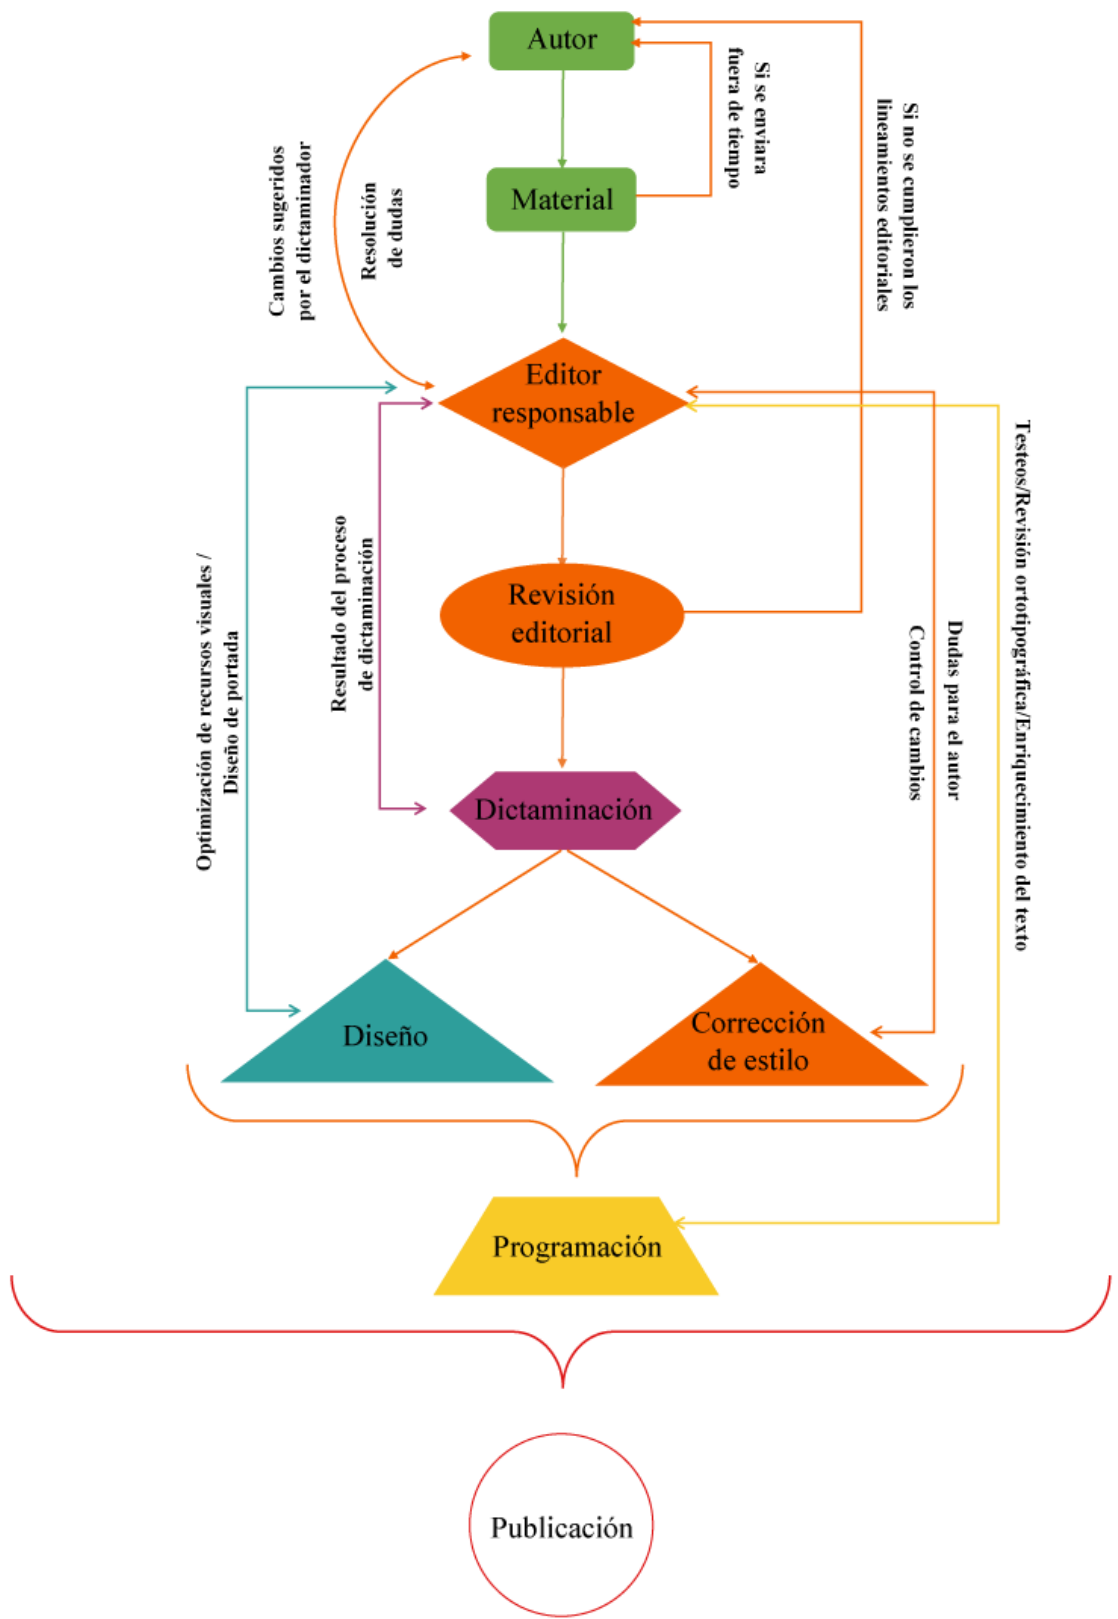 Autor
Si se enviara
fuera de tiempo
Si no se cumplieron los
lineamientos editoriales
Material
Cambios sugeridos
por el dictaminador
Resolución
de dudas
Editor
responsable
Testeos/Revisión ortotipográfica/Enriquecimiento del texto
Optimización de recursos visuales /
Diseño de portada
Resultado del proceso
de dictaminación
Revisión
editorial
Dudas para el autor
Control de cambios
Dictaminación
Diseño
Corrección
de estilo
Programación
Publicación